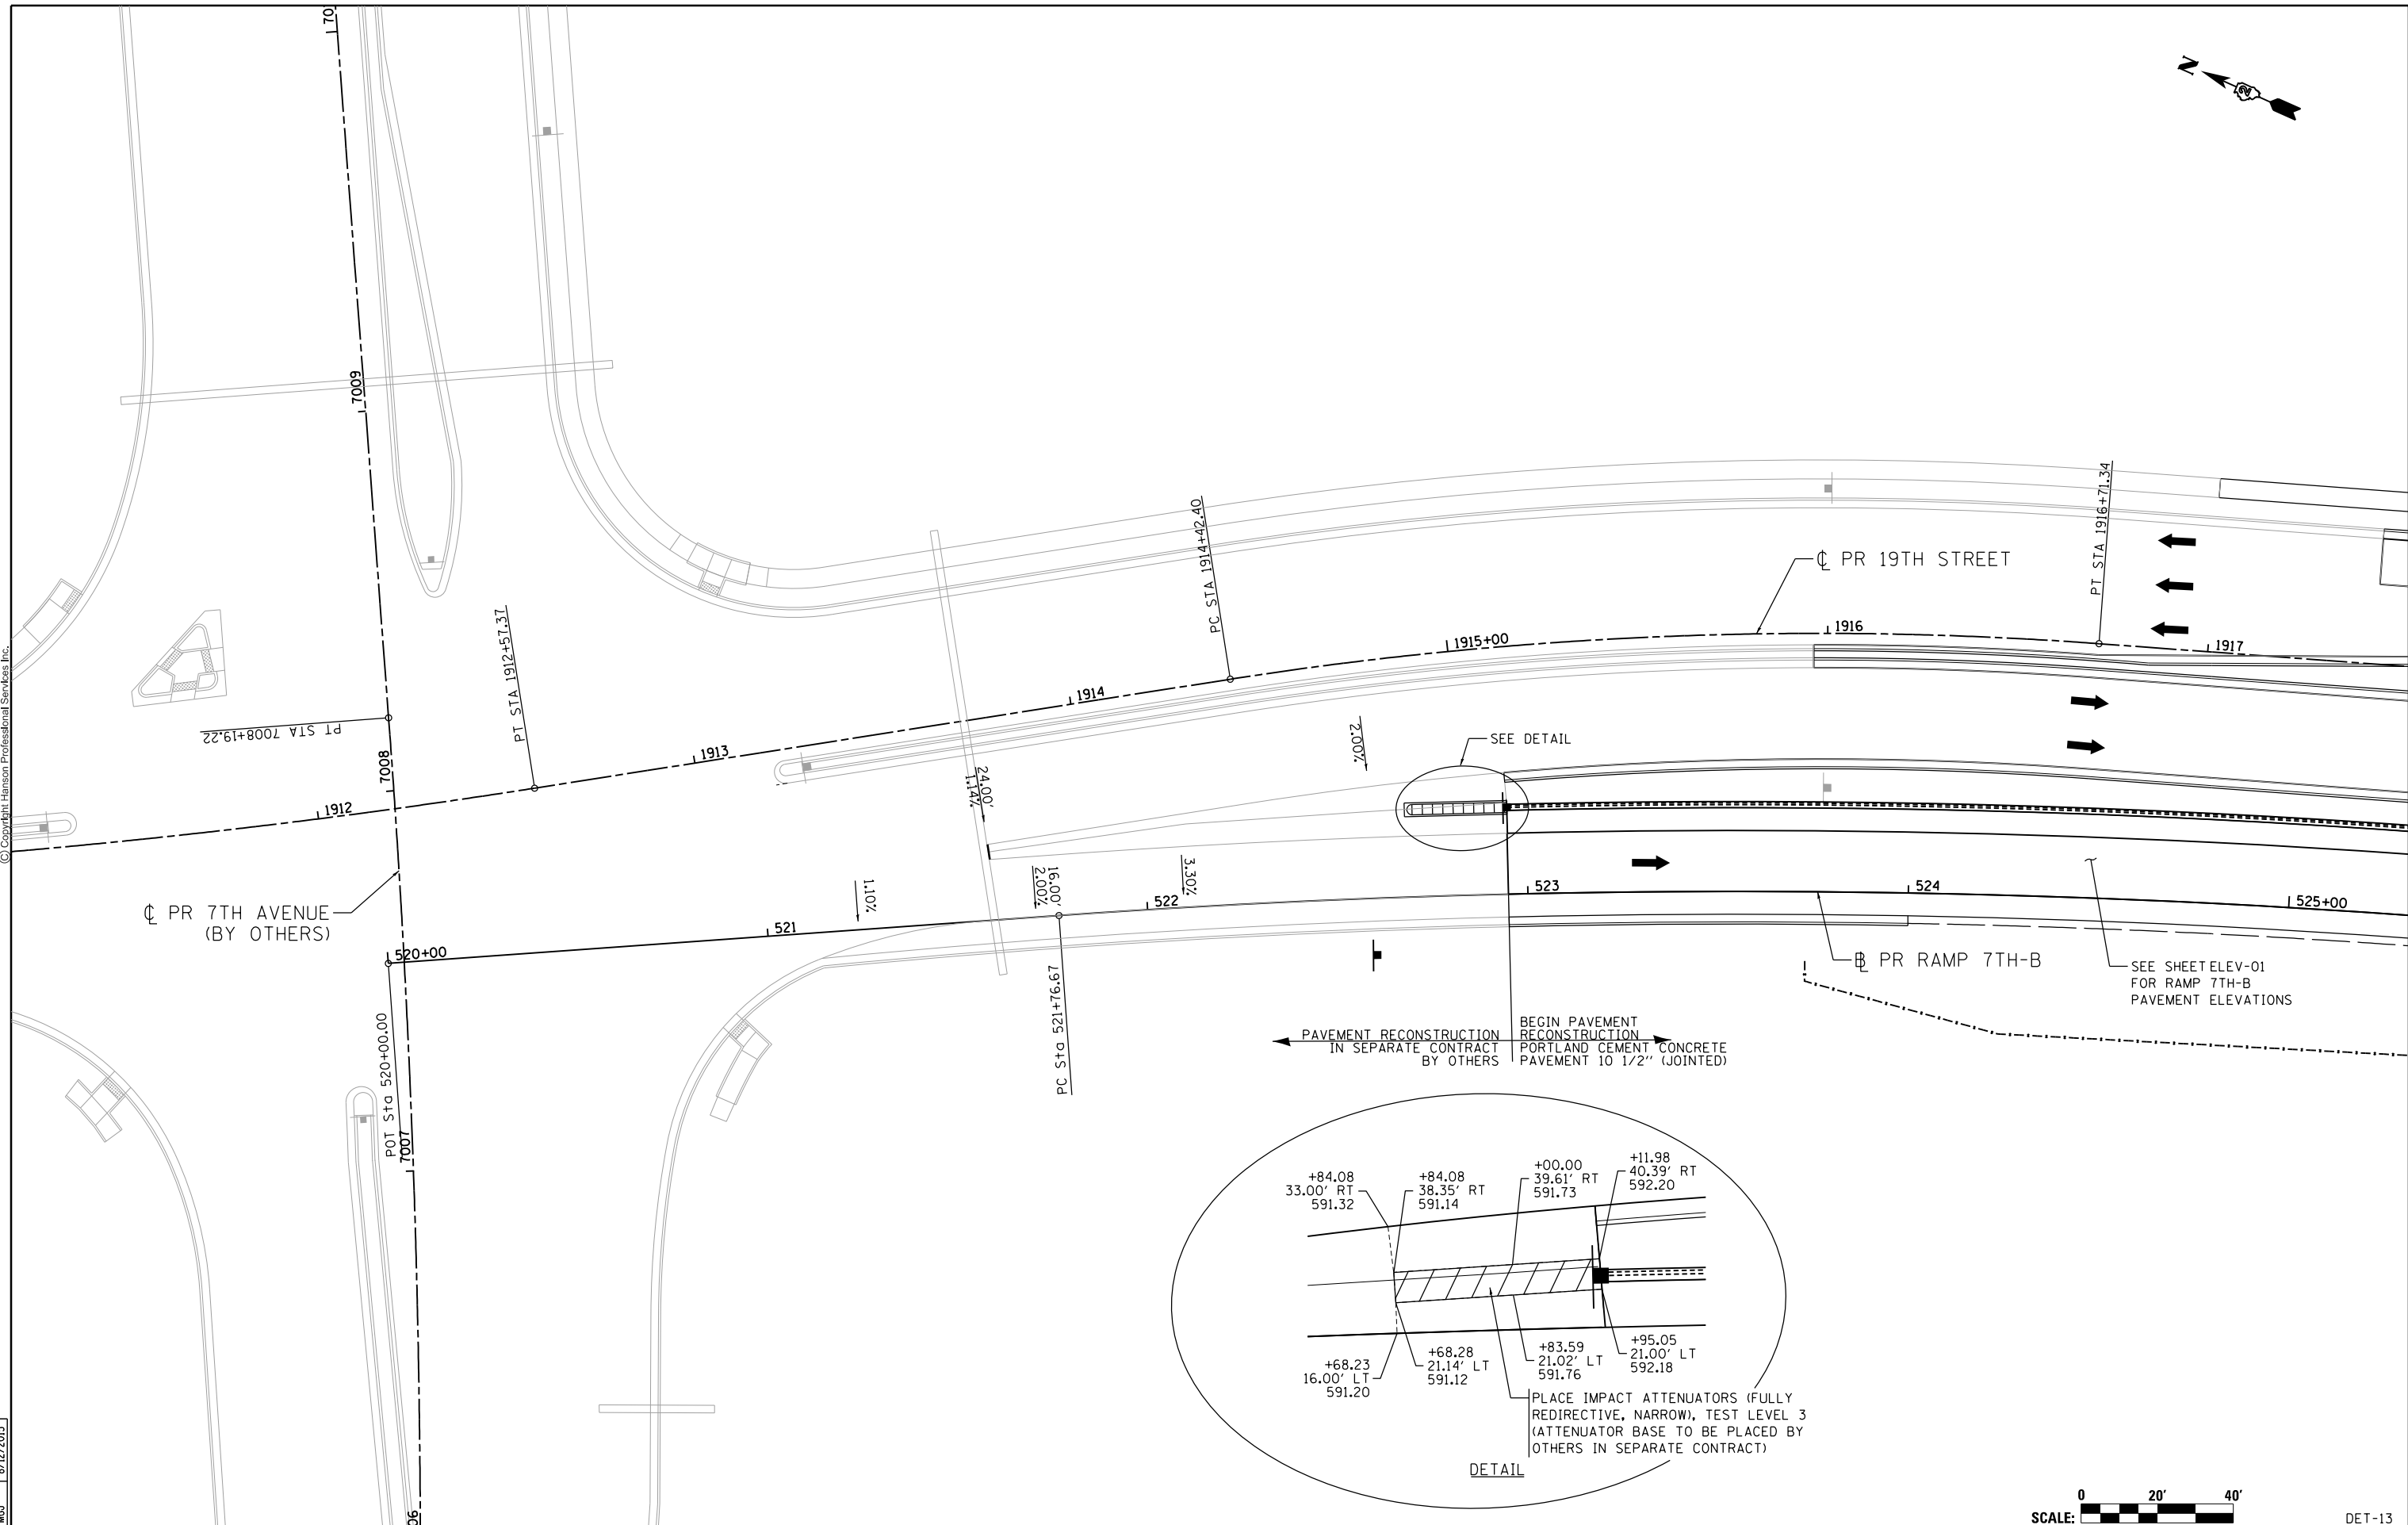 70
N
2
7009
PT STA 7008+19.22
7008
PT STA 1912+57.37
PC STA 1914+42.40
PT STA 1916+71.34
℄ PR 19TH STREET
1912
1913
1914
1915+00
1916
1917
24.00'
1.14%
2.00%
SEE DETAIL
℄ PR 7TH AVENUE
(BY OTHERS)
1.10%
16.00'
2.00%
3.30%
520+00
521
522
523
524
525+00
POT Sta 520+00.00
7007
PC Sta 521+76.67
BL PR RAMP 7TH-B
SEE SHEET ELEV-01
FOR RAMP 7TH-B
PAVEMENT ELEVATIONS
PAVEMENT RECONSTRUCTION
IN SEPARATE CONTRACT
BY OTHERS
BEGIN PAVEMENT
RECONSTRUCTION
PORTLAND CEMENT CONCRETE
PAVEMENT 10 1/2" (JOINTED)
+84.08
33.00' RT
591.32
+84.08
38.35' RT
591.14
+00.00
39.61' RT
591.73
+11.98
40.39' RT
592.20
+68.23
16.00' LT
591.20
+68.28
21.14' LT
591.12
+83.59
21.02' LT
591.76
+95.05
21.00' LT
592.18
PLACE IMPACT ATTENUATORS (FULLY
REDIRECTIVE, NARROW), TEST LEVEL 3
(ATTENUATOR BASE TO BE PLACED BY
OTHERS IN SEPARATE CONTRACT)
DETAIL
06
(C) Copyright Hanson Professional Services Inc.
SCALE:
0 20' 40'
DET-13